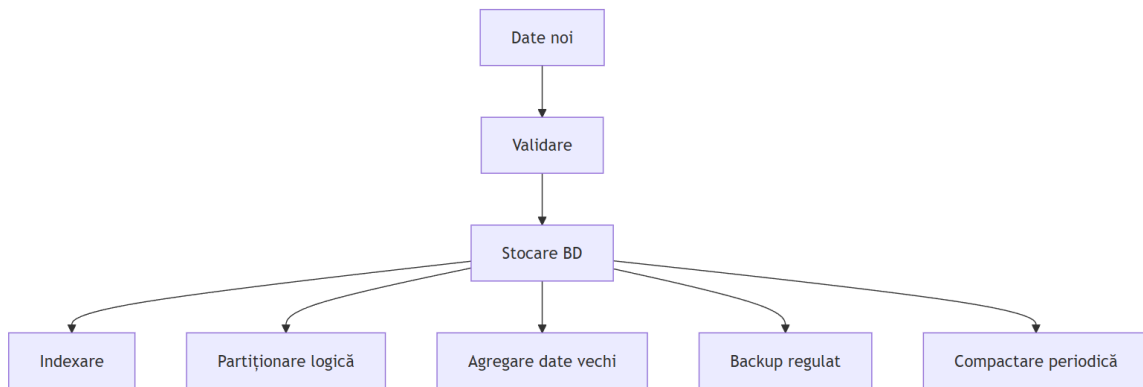 Date noi
Validare
Stocare BD
Indexare
Partiționare logică
Agregare date vechi
Backup regulat
Compactare periodică